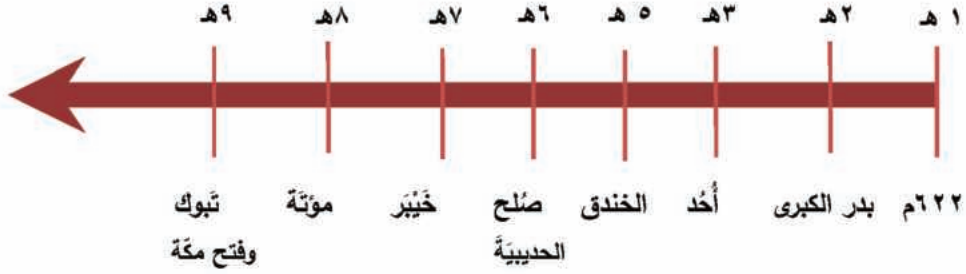 ١ هـ ٢هـ ٣هـ ٥ هـ ٦هـ ٧هـ ٨هـ ٩هـ
٦٢٢م بدر الكبرى أُحُد الخندق صُلح خَيْبَر مؤتَة تَبوك
الحديبيَةَ وفتح مكّة